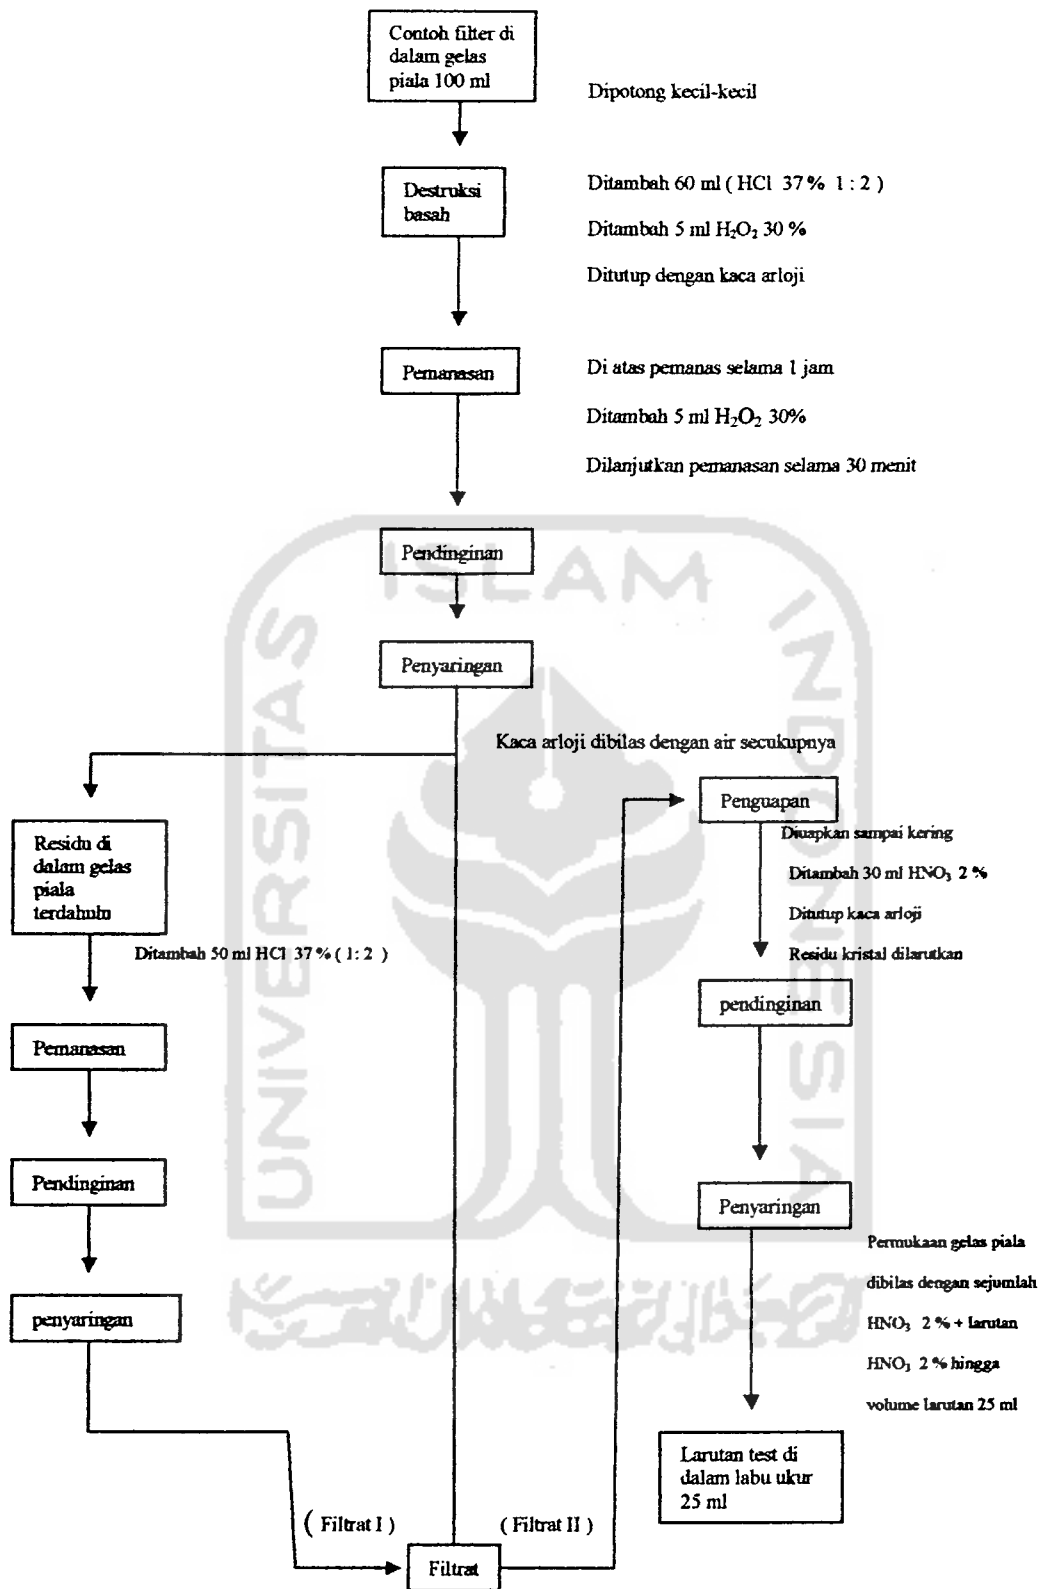 Contoh filter di
dalam gelas
piala 100 ml
Dipotong kecil-kecil
Destruksi
basah
Ditambah 60 ml ( HCl 37 % 1 : 2 )
Ditambah 5 ml H₂O₂ 30 %
Ditutup dengan kaca arloji
Pemanasan
Di atas pemanas selama 1 jam
Ditambah 5 ml H₂O₂ 30%
Dilanjutkan pemanasan selama 30 menit
Pendinginan
Penyaringan
Kaca arloji dibilas dengan air secukupnya
Residu di
dalam gelas
piala
terdahulu
Ditambah 50 ml HCl 37 % ( 1: 2 )
Pemanasan
Pendinginan
penyaringan
( Filtrat I )
Filtrat
( Filtrat II )
Penguapan
Diuapkan sampai kering
Ditambah 30 ml HNO₃ 2 %
Ditutup kaca arloji
Residu kristal dilarutkan
pendinginan
Penyaringan
Permukaan gelas piala
dibilas dengan sejumlah
HNO₃ 2 % + larutan
HNO₃ 2 % hingga
volume larutan 25 ml
Larutan test di
dalam labu ukur
25 ml
UNIVERSITAS
ISLAM
INDONESIA